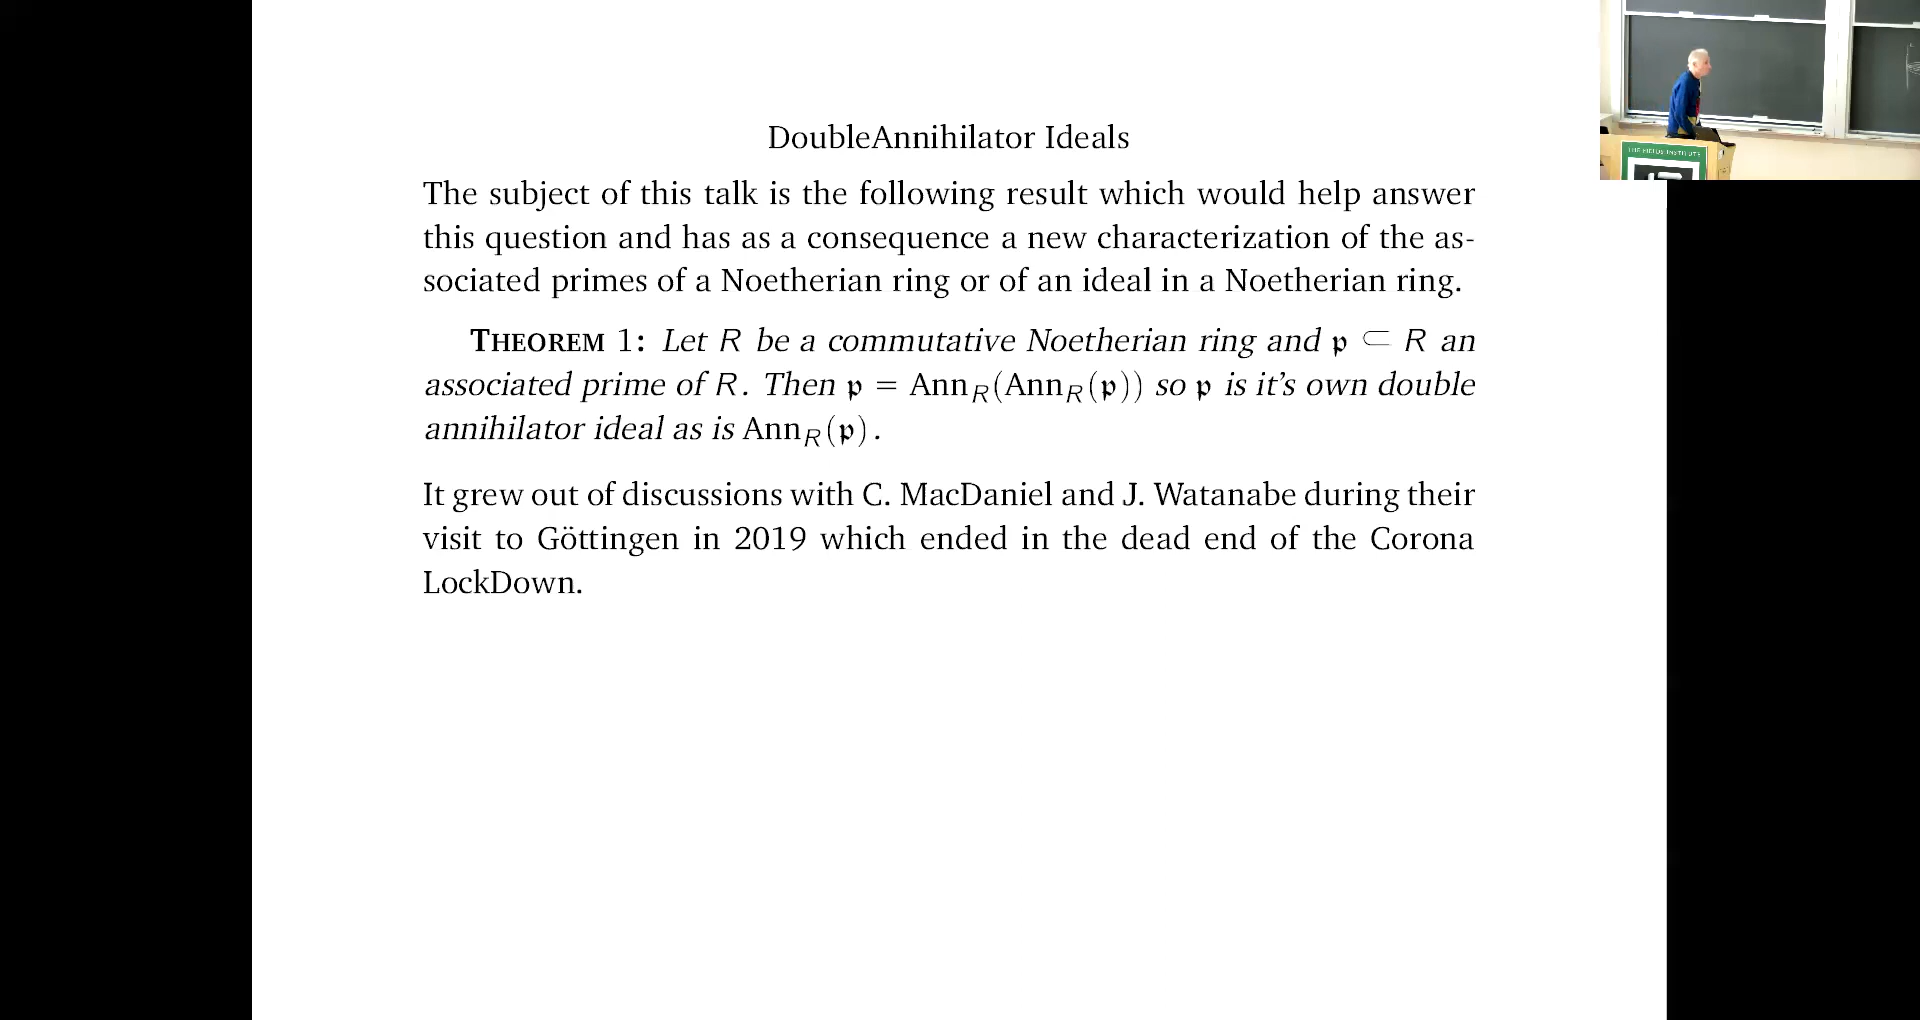 DoubleAnnihilator Ideals
The subject of this talk is the following result which would help answer
this question and has as a consequence a new characterization of the as-
sociated primes of a Noetherian ring or of an ideal in a Noetherian ring.
THEOREM 1: Let R be a commutative Noetherian ring and 𝔭 ⊂ R an
associated prime of R. Then 𝔭 = Ann_R(Ann_R(𝔭)) so 𝔭 is it's own double
annihilator ideal as is Ann_R(𝔭).
It grew out of discussions with C. MacDaniel and J. Watanabe during their
visit to Göttingen in 2019 which ended in the dead end of the Corona
LockDown.
THE FIELDS INSTITUTE